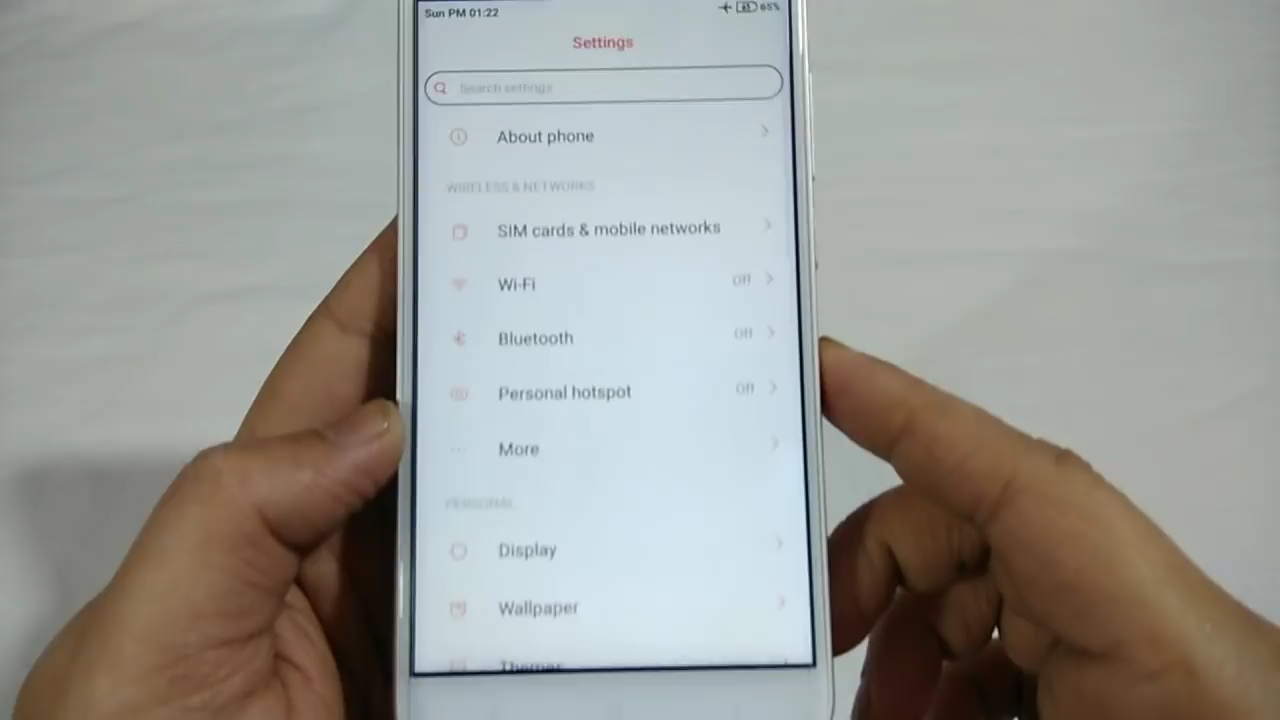 Sun PM 01:22
65%
Settings
Search settings
About phone
WIRELESS & NETWORKS
SIM cards & mobile networks
Wi-Fi Off
Bluetooth Off
Personal hotspot Off
More
PERSONAL
Display
Wallpaper
Themes